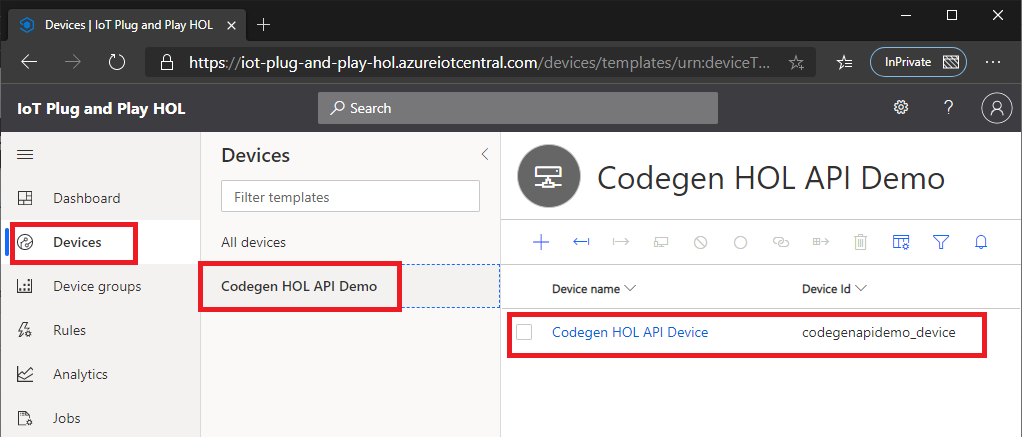 Devices | IoT Plug and Play HOL
https://iot-plug-and-play-hol.azureiotcentral.com/devices/templates/urn:deviceT...
InPrivate
IoT Plug and Play HOL
Search
?
Dashboard
Devices
Device groups
Rules
Analytics
Jobs
Devices
Filter templates
All devices
Codegen HOL API Demo
Codegen HOL API Demo
Device name
Device Id
Codegen HOL API Device
codegenapidemo_device